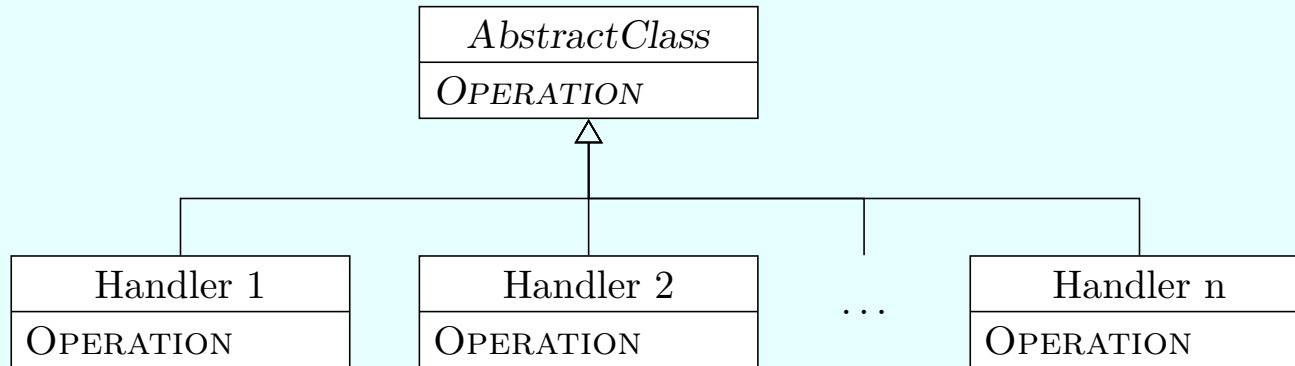 AbstractClass
OPERATION
Handler 1
OPERATION
Handler 2
OPERATION
...
Handler n
OPERATION